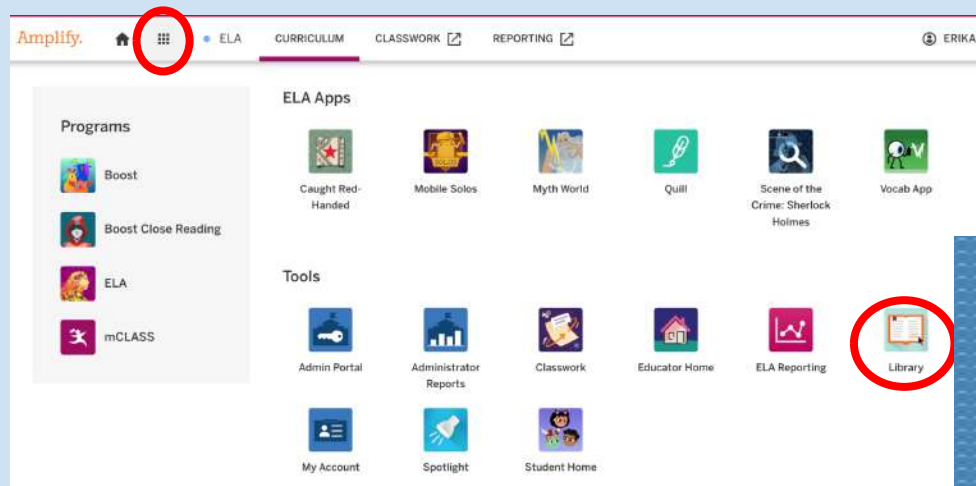 Amplify.
ELA
CURRICULUM
CLASSWORK
REPORTING
ERIKA
Programs
Boost
Boost Close Reading
ELA
mCLASS
ELA Apps
Caught Red-
Handed
Mobile Solos
Myth World
Quill
Scene of the
Crime: Sherlock
Holmes
Vocab App
Tools
Admin Portal
Administrator
Reports
Classwork
Educator Home
ELA Reporting
Library
My Account
Spotlight
Student Home